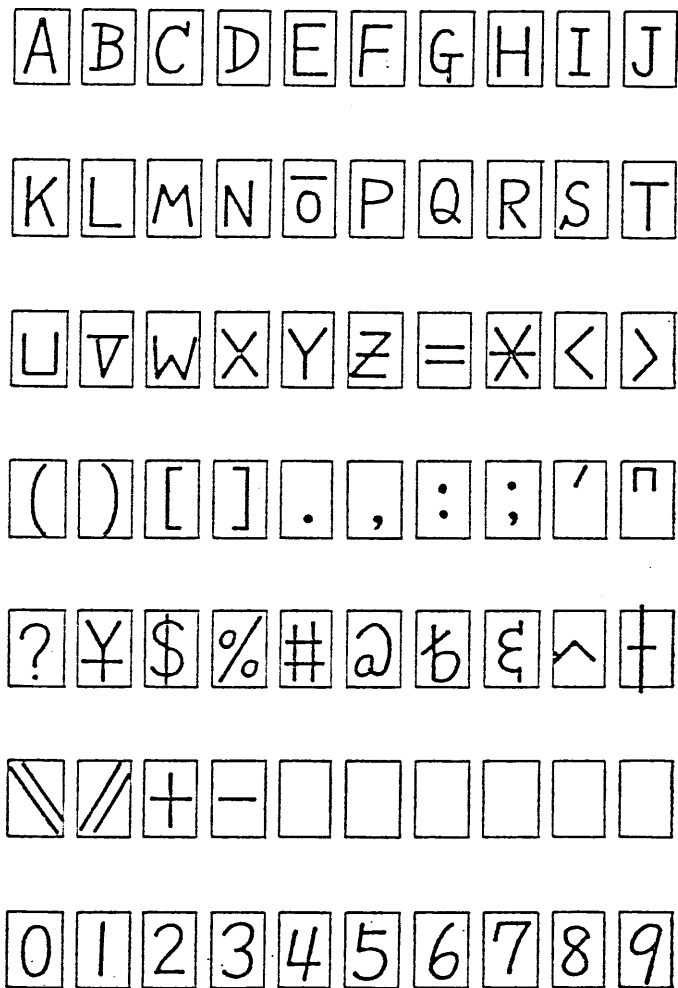 A B C D E F G H I J
K L M N Ō P Q R S T
U V W X Y Z = * < >
( ) [ ] . , : ; ' ⊓
? ¥ $ % # @ ъ & ^ †
\\ // + -
0 1 2 3 4 5 6 7 8 9